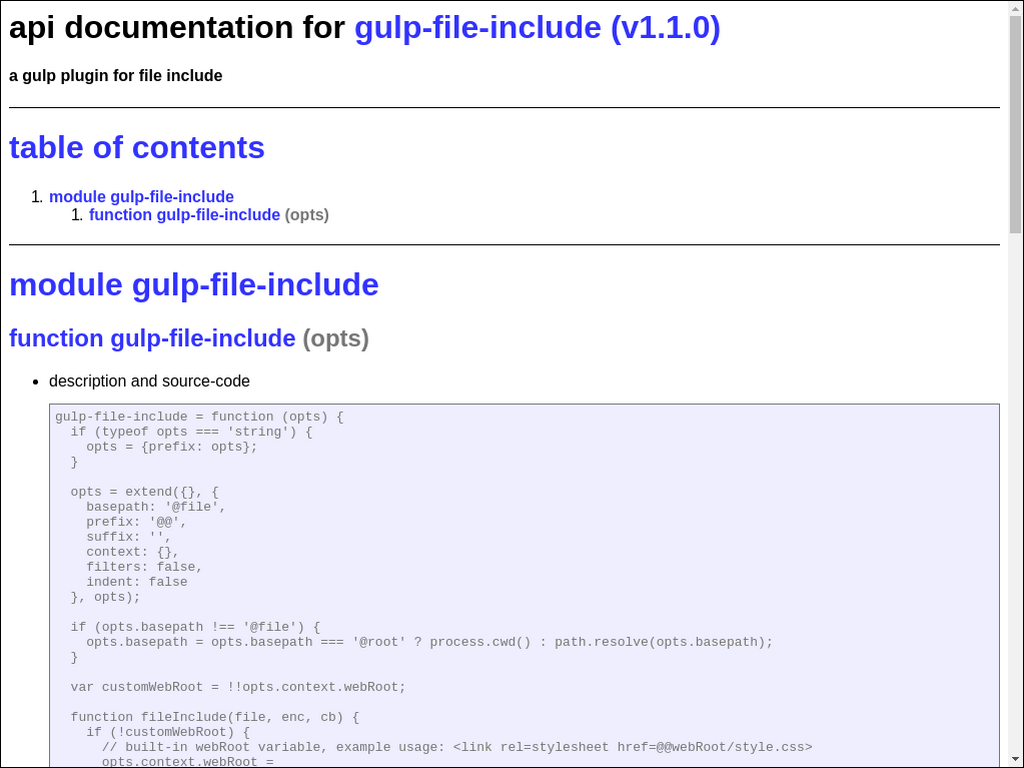 api documentation for gulp-file-include (v1.1.0)
a gulp plugin for file include
table of contents
1. module gulp-file-include
1. function gulp-file-include (opts)
module gulp-file-include
function gulp-file-include (opts)
• description and source-code
gulp-file-include = function (opts) {
  if (typeof opts === 'string') {
    opts = {prefix: opts};
  }
  opts = extend({}, {
    basepath: '@file',
    prefix: '@@',
    suffix: '',
    context: {},
    filters: false,
    indent: false
  }, opts);
  if (opts.basepath !== '@file') {
    opts.basepath = opts.basepath === '@root' ? process.cwd() : path.resolve(opts.basepath);
  }
  var customWebRoot = !!opts.context.webRoot;
  function fileInclude(file, enc, cb) {
    if (!customWebRoot) {
      // built-in webRoot variable, example usage: <link rel=stylesheet href=@@webRoot/style.css>
      opts.context.webRoot =